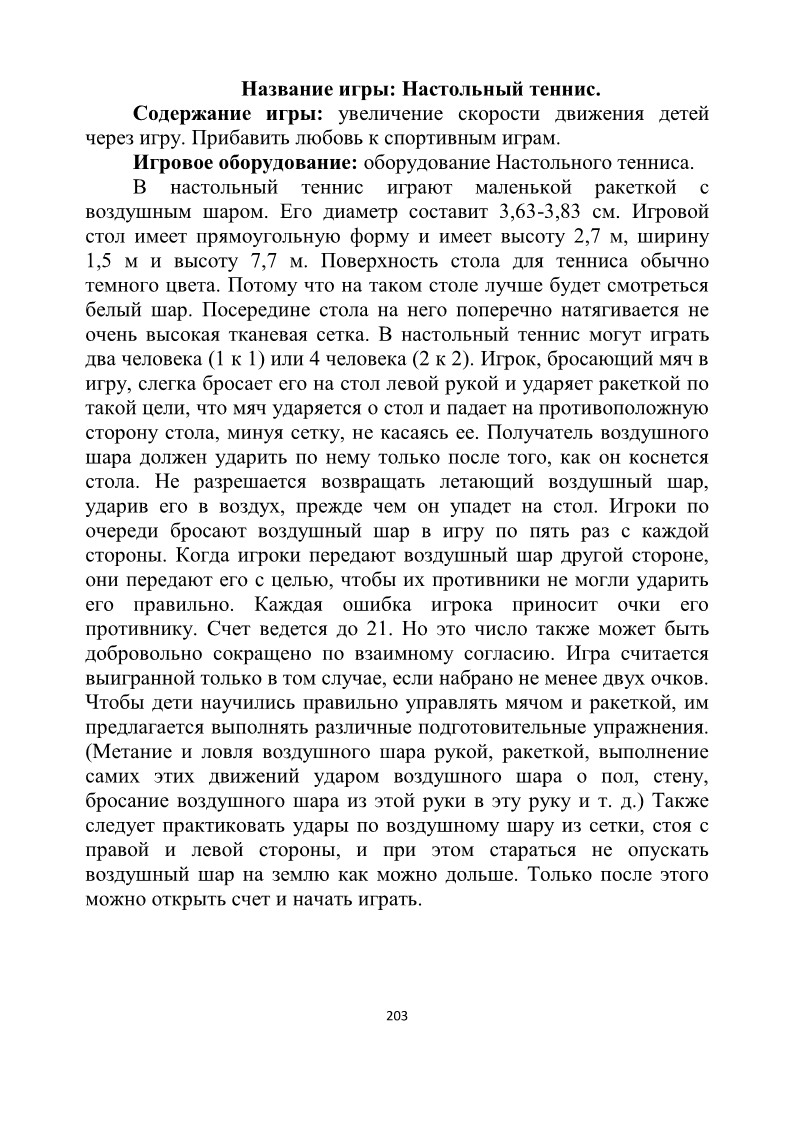 Название игры: Настольный теннис.
Содержание игры: увеличение скорости движения детей
через игру. Прибавить любовь к спортивным играм.
Игровое оборудование: оборудование Настольного тенниса.
В настольный теннис играют маленькой ракеткой с
воздушным шаром. Его диаметр составит 3,63-3,83 см. Игровой
стол имеет прямоугольную форму и имеет высоту 2,7 м, ширину
1,5 м и высоту 7,7 м. Поверхность стола для тенниса обычно
темного цвета. Потому что на таком столе лучше будет смотреться
белый шар. Посередине стола на него поперечно натягивается не
очень высокая тканевая сетка. В настольный теннис могут играть
два человека (1 к 1) или 4 человека (2 к 2). Игрок, бросающий мяч в
игру, слегка бросает его на стол левой рукой и ударяет ракеткой по
такой цели, что мяч ударяется о стол и падает на противоположную
сторону стола, минуя сетку, не касаясь ее. Получатель воздушного
шара должен ударить по нему только после того, как он коснется
стола. Не разрешается возвращать летающий воздушный шар,
ударив его в воздух, прежде чем он упадет на стол. Игроки по
очереди бросают воздушный шар в игру по пять раз с каждой
стороны. Когда игроки передают воздушный шар другой стороне,
они передают его с целью, чтобы их противники не могли ударить
его правильно. Каждая ошибка игрока приносит очки его
противнику. Счет ведется до 21. Но это число также может быть
добровольно сокращено по взаимному согласию. Игра считается
выигранной только в том случае, если набрано не менее двух очков.
Чтобы дети научились правильно управлять мячом и ракеткой, им
предлагается выполнять различные подготовительные упражнения.
(Метание и ловля воздушного шара рукой, ракеткой, выполнение
самих этих движений ударом воздушного шара о пол, стену,
бросание воздушного шара из этой руки в эту руку и т. д.) Также
следует практиковать удары по воздушному шару из сетки, стоя с
правой и левой стороны, и при этом стараться не опускать
воздушный шар на землю как можно дольше. Только после этого
можно открыть счет и начать играть.
203